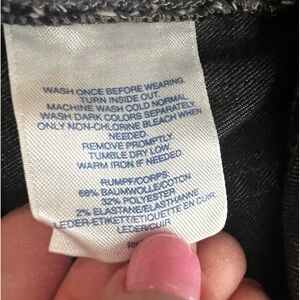 WASH ONCE BEFORE WEARING.
TURN INSIDE OUT.
MACHINE WASH COLD NORMAL.
WASH DARK COLORS SEPARATELY.
ONLY NON-CHLORINE BLEACH WHEN
NEEDED.
REMOVE PROMPTLY.
TUMBLE DRY LOW.
WARM IRON IF NEEDED.
RUMPF/CORPS:
68% BAUMWOLLE/COTON
32% POLYESTER
2% ELASTANE/ELASTHANNE
LEDER-ETIKETT/ETIQUETTE EN CUIR
LEDER/CUIR